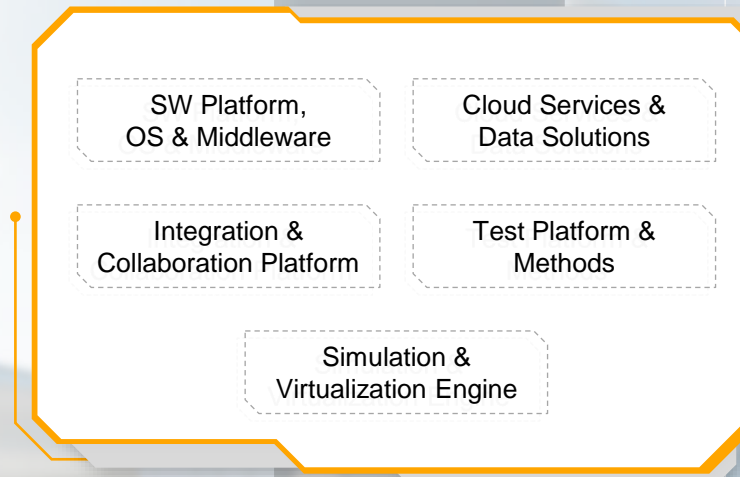 SW Platform,
OS & Middleware
Cloud Services &
Data Solutions
Integration &
Collaboration Platform
Test Platform &
Methods
Simulation &
Virtualization Engine